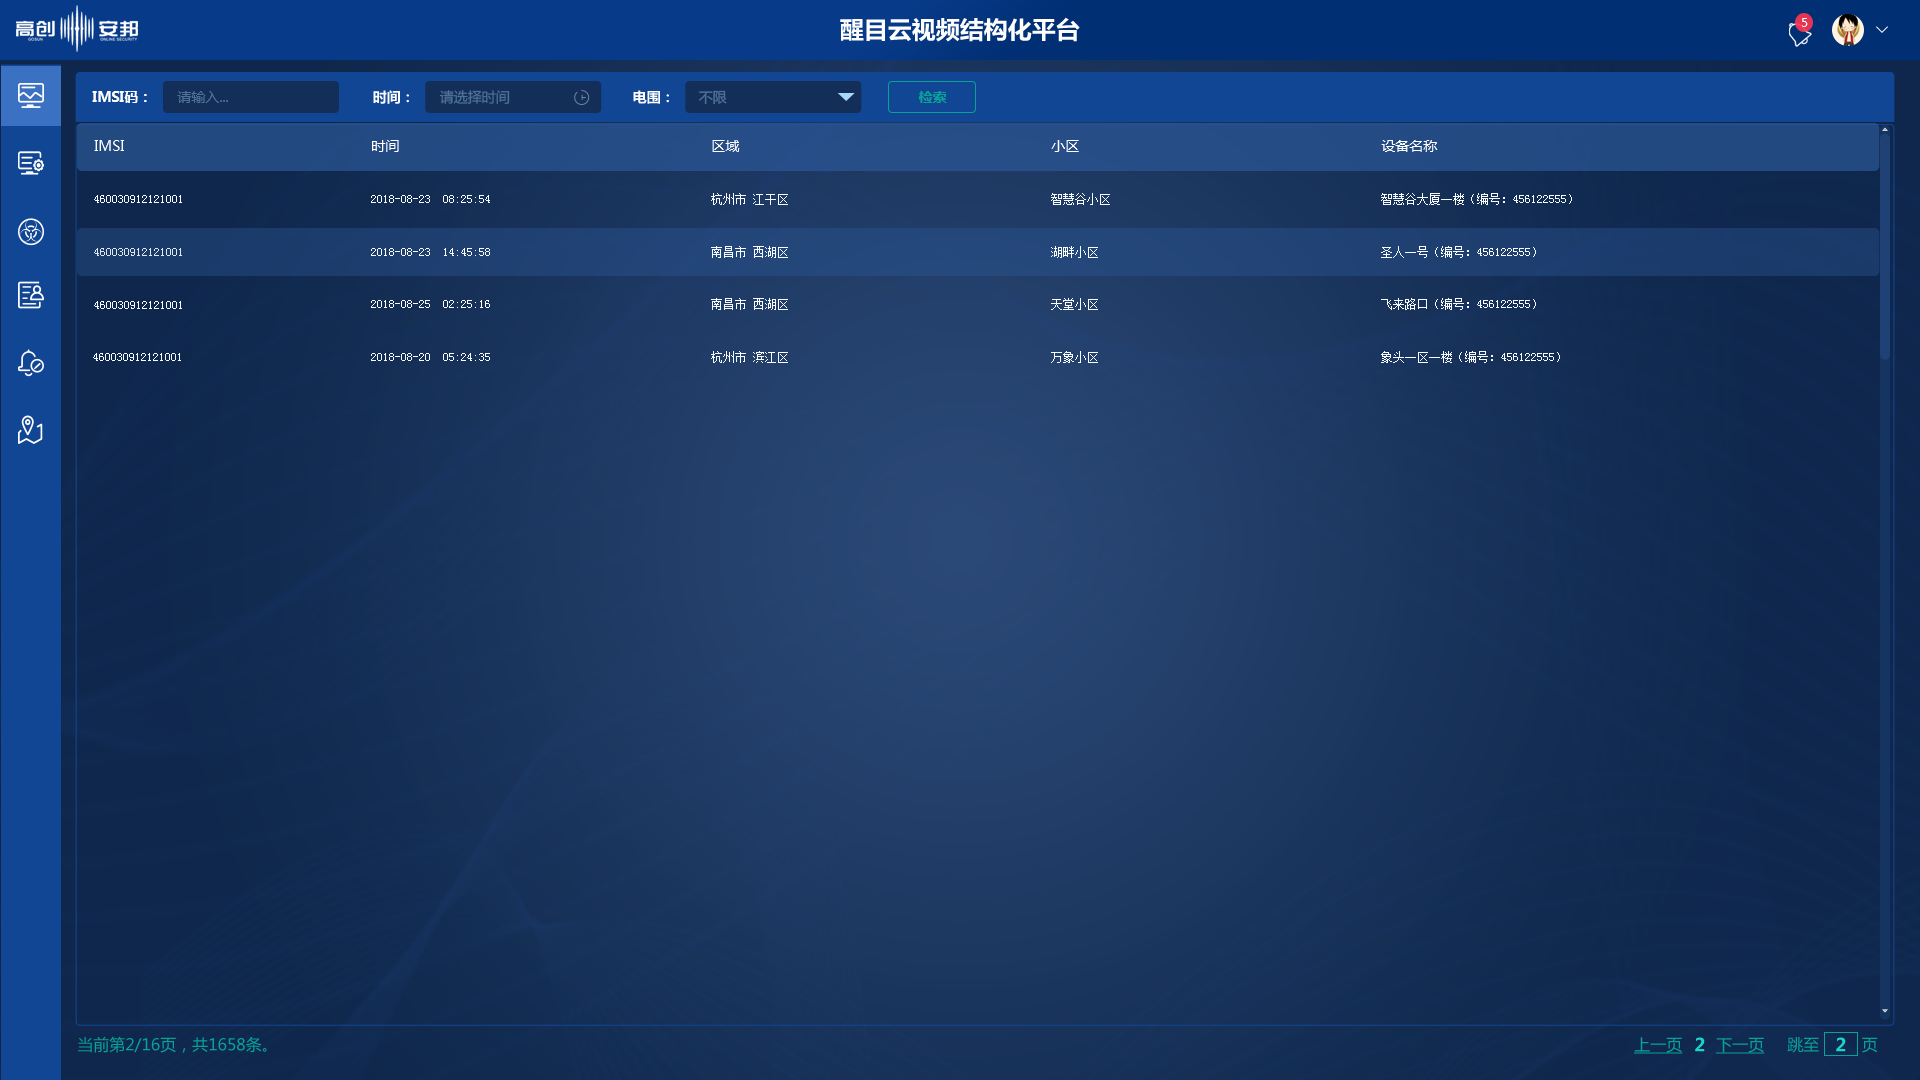 高创 安邦
GOSUN ONLINE SECURITY
醒目云视频结构化平台
5
IMSI码： 请输入... 时间： 请选择时间 电围： 不限 检索
IMSI 时间 区域 小区 设备名称
460030912121001 2018-08-23 08:25:54 杭州市 江干区 智慧谷小区 智慧谷大厦一楼（编号：456122555）
460030912121001 2018-08-23 14:45:58 南昌市 西湖区 湖畔小区 圣人一号（编号：456122555）
460030912121001 2018-08-25 02:25:16 南昌市 西湖区 天堂小区 飞来路口（编号：456122555）
460030912121001 2018-08-20 05:24:35 杭州市 滨江区 万象小区 象头一区一楼（编号：456122555）
当前第2/16页，共1658条。 上一页 2 下一页 跳至 2 页